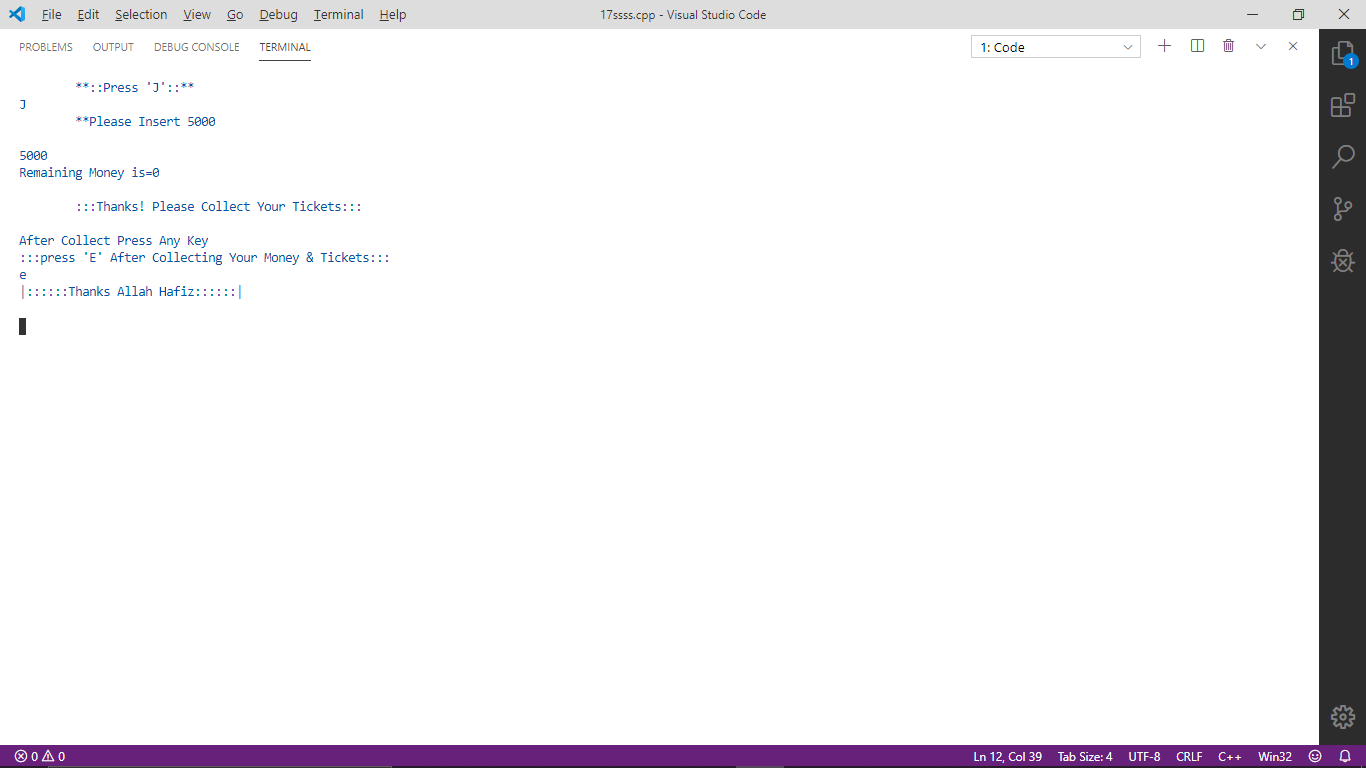 File Edit Selection View Go Debug Terminal Help 17ssss.cpp - Visual Studio Code
PROBLEMS OUTPUT DEBUG CONSOLE TERMINAL 1: Code
**::Press 'J'::**
J
**Please Insert 5000
5000
Remaining Money is=0
:::Thanks! Please Collect Your Tickets:::
After Collect Press Any Key
:::press 'E' After Collecting Your Money & Tickets:::
e
|::::::Thanks Allah Hafiz::::::|
1
0 0 Ln 12, Col 39 Tab Size: 4 UTF-8 CRLF C++ Win32